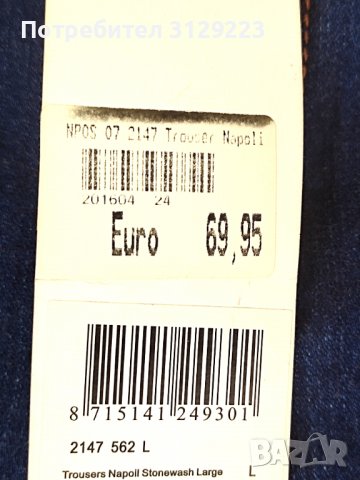 Потребител 3129223
NPOS 07 2147 Trouser Napoli
201604 24
Euro 69,95
8 715141 249301
2147 562 L
Trousers Napoli Stonewash Large L
BAZAR